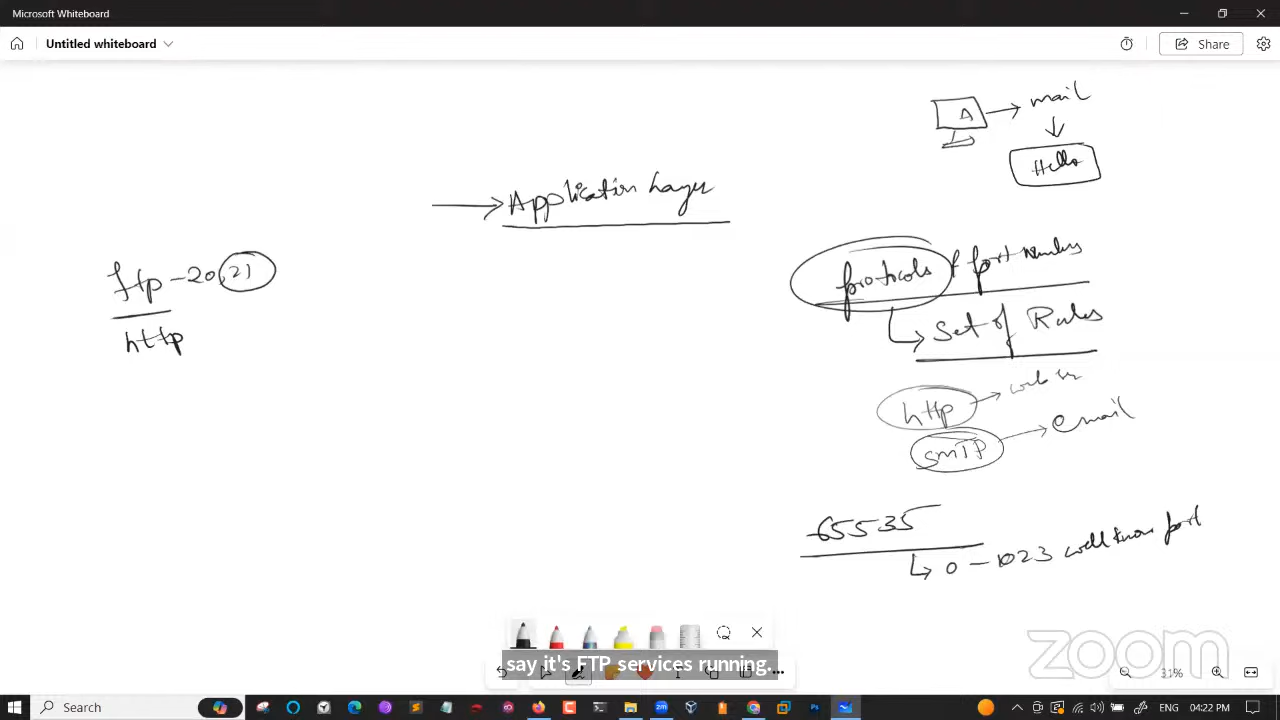 Microsoft Whiteboard
Untitled whiteboard
Share
A
mail
Hello
Application Layer
ftp-20,21
http
protocols & port numbers
Set of Rules
http
SMTP
email
65535
0-1023 well know port
zoom
say it's FTP services running....
31%
Search
ENG
04:22 PM